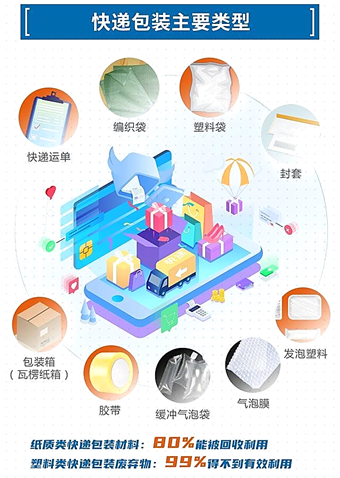 快递包装主要类型
编织袋
塑料袋
快递运单
封套
包装箱
（瓦楞纸箱）
胶带
缓冲气泡袋
气泡膜
发泡塑料
纸质类快递包装材料：80%能被回收利用
塑料类快递包装废弃物：99%得不到有效利用